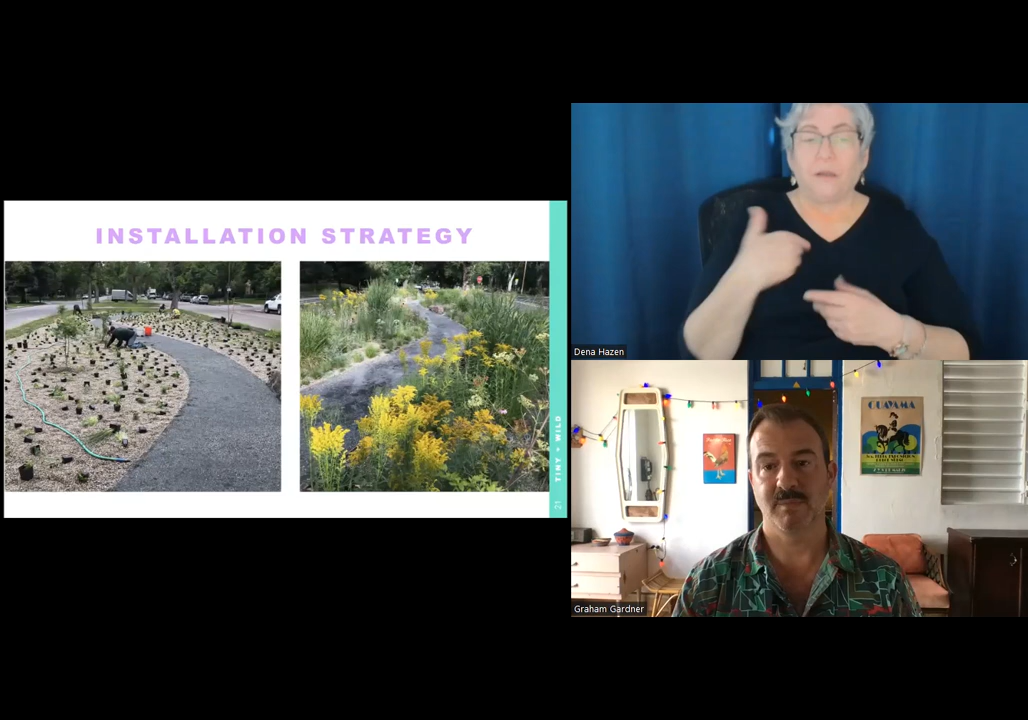 INSTALLATION STRATEGY
TINY + WILD
21
Dena Hazen
GUAYAMA
Graham Gardner